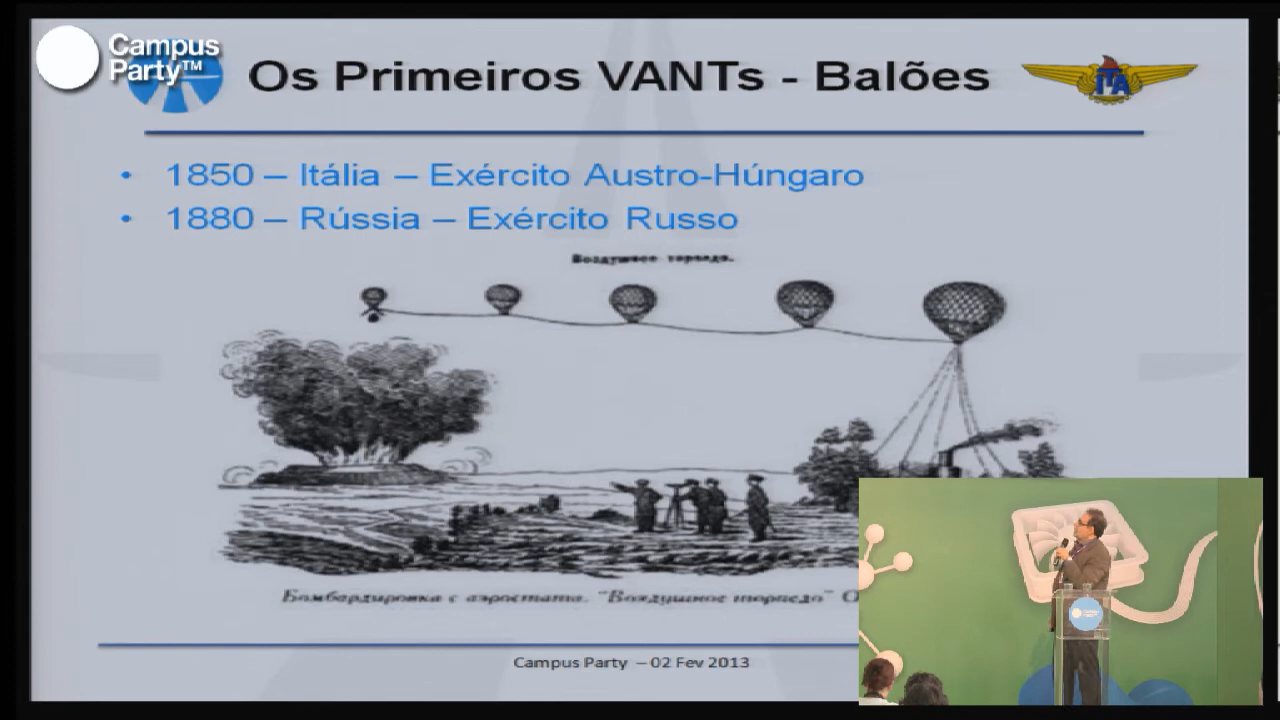 Campus
Party™
Os Primeiros VANTs - Balões
ITA
• 1850 – Itália – Exército Austro-Húngaro
• 1880 – Rússia – Exército Russo
Воздушное торпедо.
Бомбардировка с аэростата. "Воздушное торпедо" О
Campus Party – 02 Fev 2013